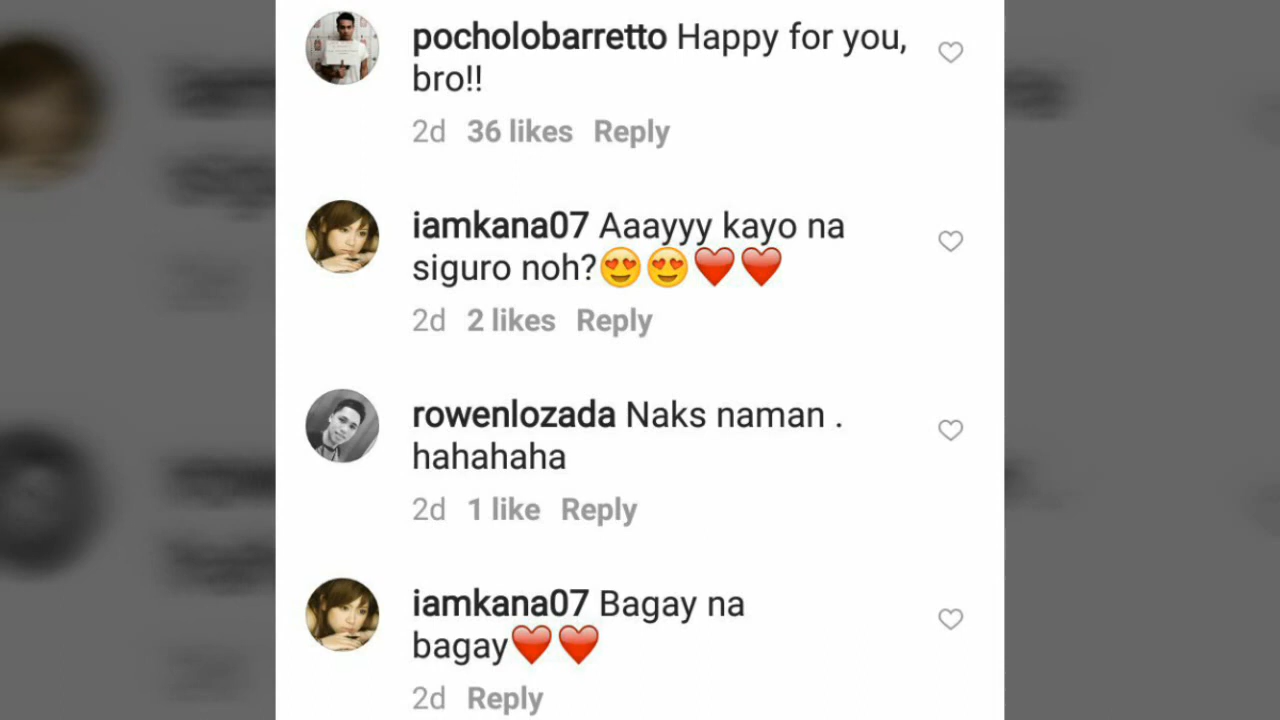 pocholobarretto Happy for you,
bro!!
2d 36 likes Reply
iamkana07 Aaayyy kayo na
siguro noh?😍😍❤️❤️
2d 2 likes Reply
rowenlozada Naks naman .
hahahaha
2d 1 like Reply
iamkana07 Bagay na
bagay❤️❤️
2d Reply